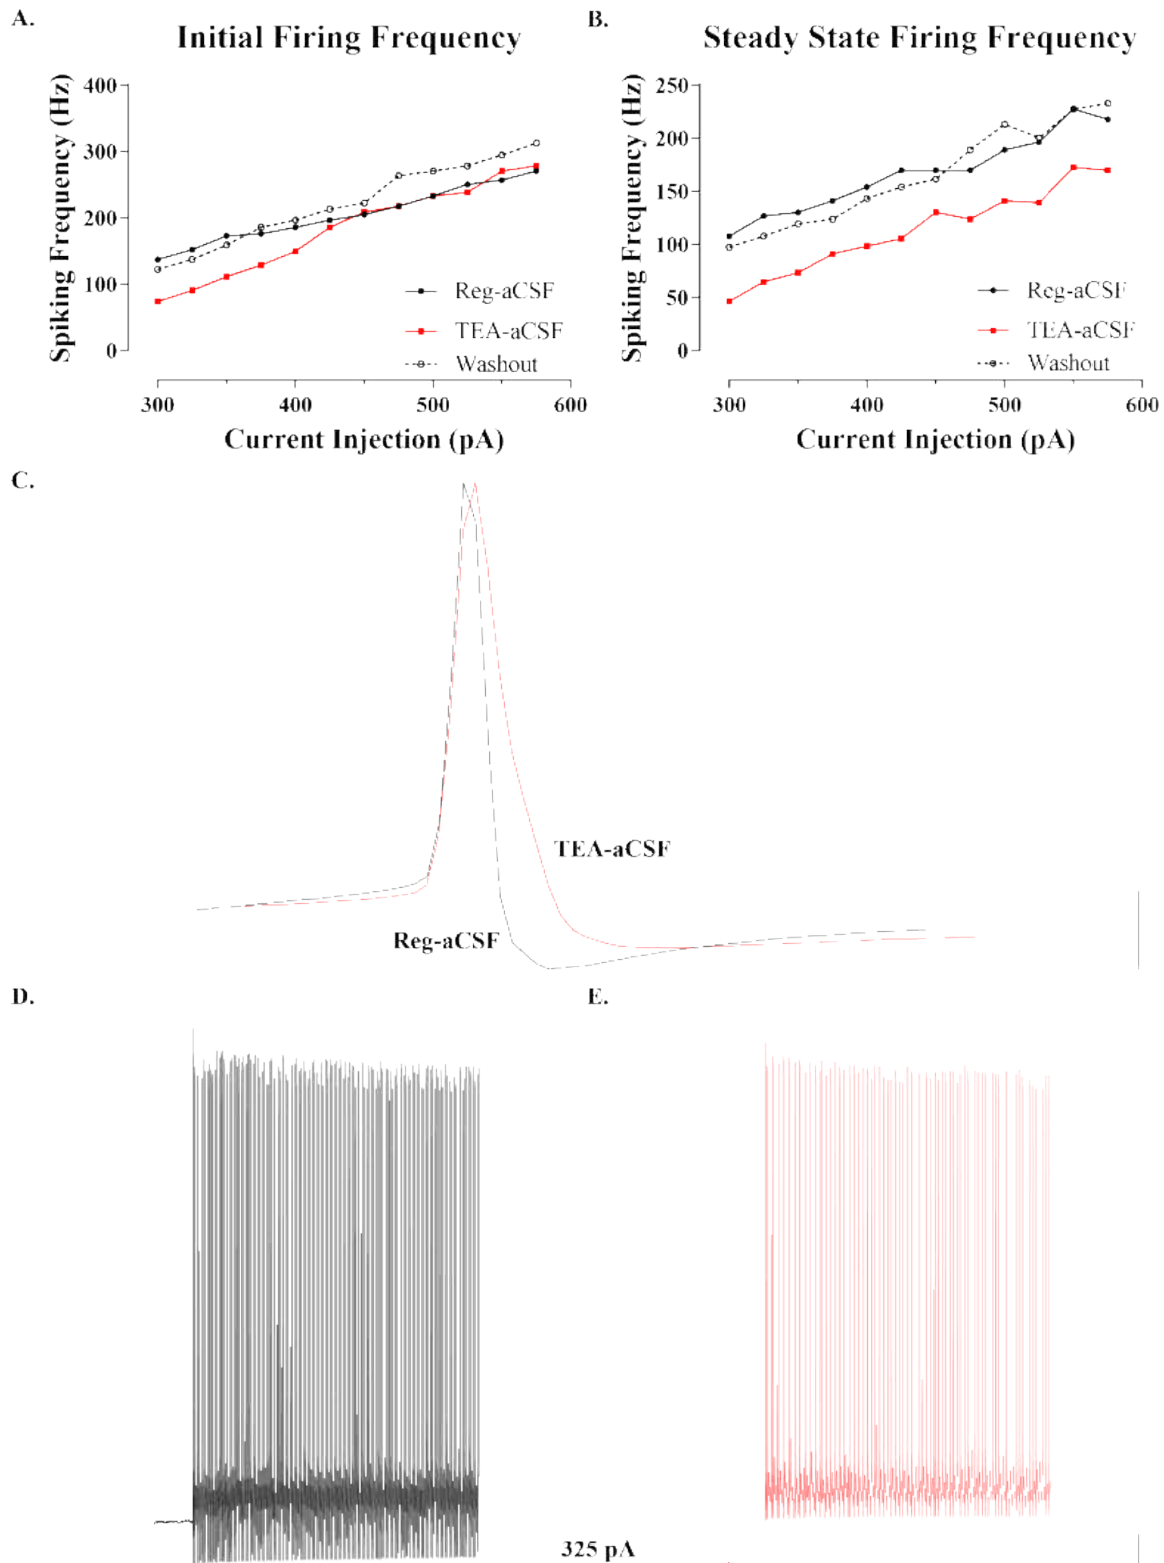 A.
Initial Firing Frequency
Spiking Frequency (Hz)
400
300
200
100
0
Reg-aCSF
TEA-aCSF
Washout
300
400
500
600
Current Injection (pA)
B.
Steady State Firing Frequency
Spiking Frequency (Hz)
250
200
150
100
50
0
Reg-aCSF
TEA-aCSF
Washout
300
400
500
600
Current Injection (pA)
C.
TEA-aCSF
Reg-aCSF
D.
E.
325 pA